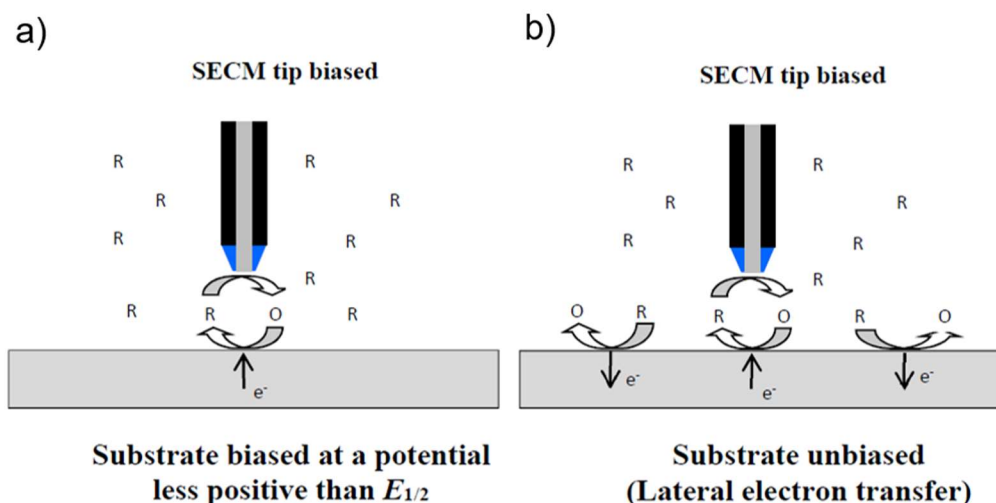 a)
SECM tip biased
R
R
R
R
R
R
R
R
R
O
R
e-
Substrate biased at a potential
less positive than E1/2
b)
SECM tip biased
R
R
R
R
R
R
R
O
R
R
O
R
O
e-
e-
e-
Substrate unbiased
(Lateral electron transfer)